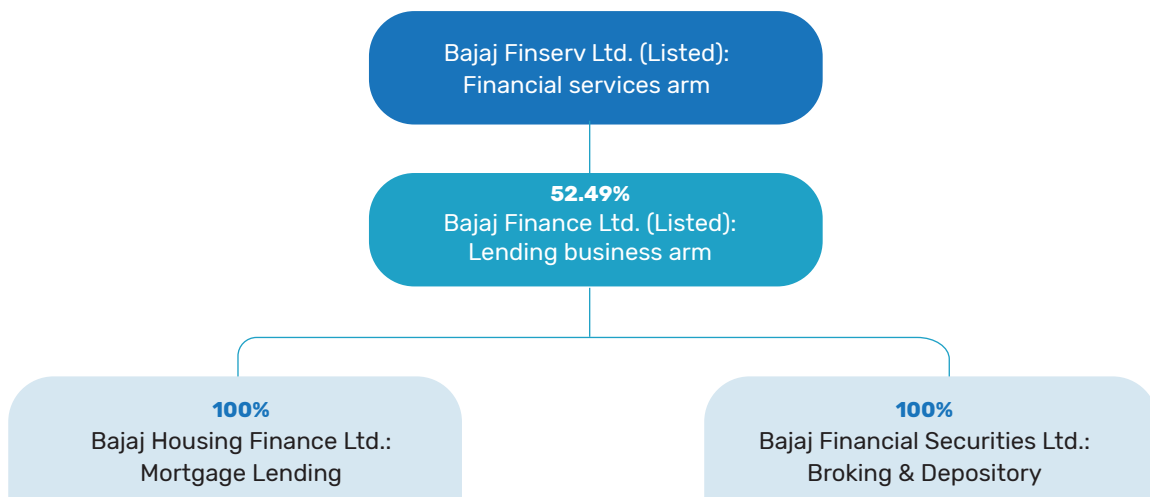 Bajaj Finserv Ltd. (Listed):
Financial services arm
52.49%
Bajaj Finance Ltd. (Listed):
Lending business arm
100%
Bajaj Housing Finance Ltd.:
Mortgage Lending
100%
Bajaj Financial Securities Ltd.:
Broking & Depository